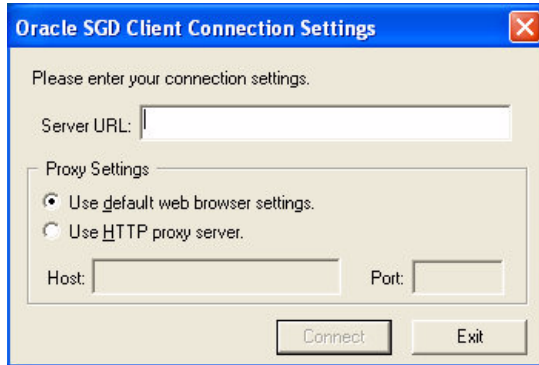 Oracle SGD Client Connection Settings
Please enter your connection settings.
Server URL:
Proxy Settings
Use default web browser settings.
Use HTTP proxy server.
Host: Port:
Connect Exit